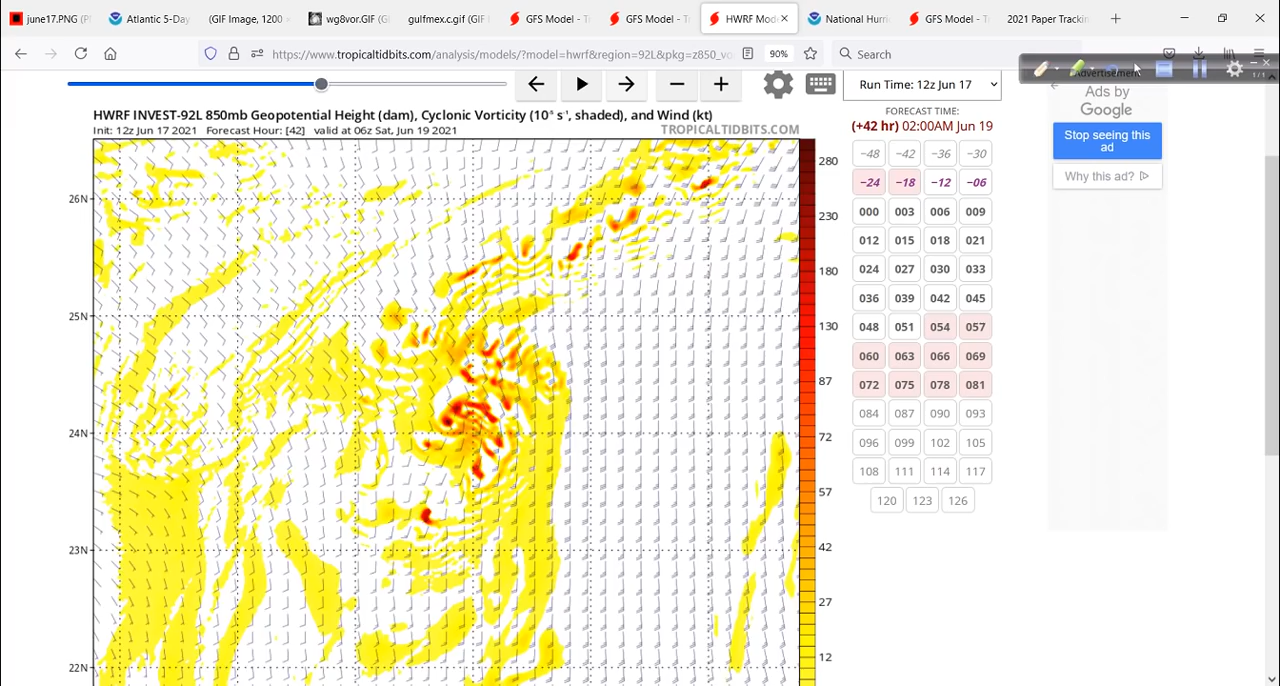 june17.PNG (
Atlantic 5-Day
(GIF Image, 1200 ×
wg8vor.GIF (G
gulfmex.c.gif (GIF
GFS Model - T
GFS Model - Tr
HWRF Mod
National Hurri
GFS Model - T
2021 Paper Trackin
https://www.tropicaltidbits.com/analysis/models/?model=hwrf&region=92L&pkg=z850_vo
90%
Search
1/1
Run Time: 12z Jun 17
HWRF INVEST-92L 850mb Geopotential Height (dam), Cyclonic Vorticity (10⁵ s⁻¹, shaded), and Wind (kt)
Init: 12z Jun 17 2021 Forecast Hour: [42] valid at 06z Sat, Jun 19 2021
TROPICALTIDBITS.COM
26N
25N
24N
23N
22N
280
230
180
130
87
72
57
42
27
12
FORECAST TIME:
(+42 hr) 02:00AM Jun 19
−48 −42 −36 −30
−24 −18 −12 −06
000 003 006 009
012 015 018 021
024 027 030 033
036 039 042 045
048 051 054 057
060 063 066 069
072 075 078 081
084 087 090 093
096 099 102 105
108 111 114 117
120 123 126
Advertisement
Ads by
Google
Stop seeing this
ad
Why this ad?